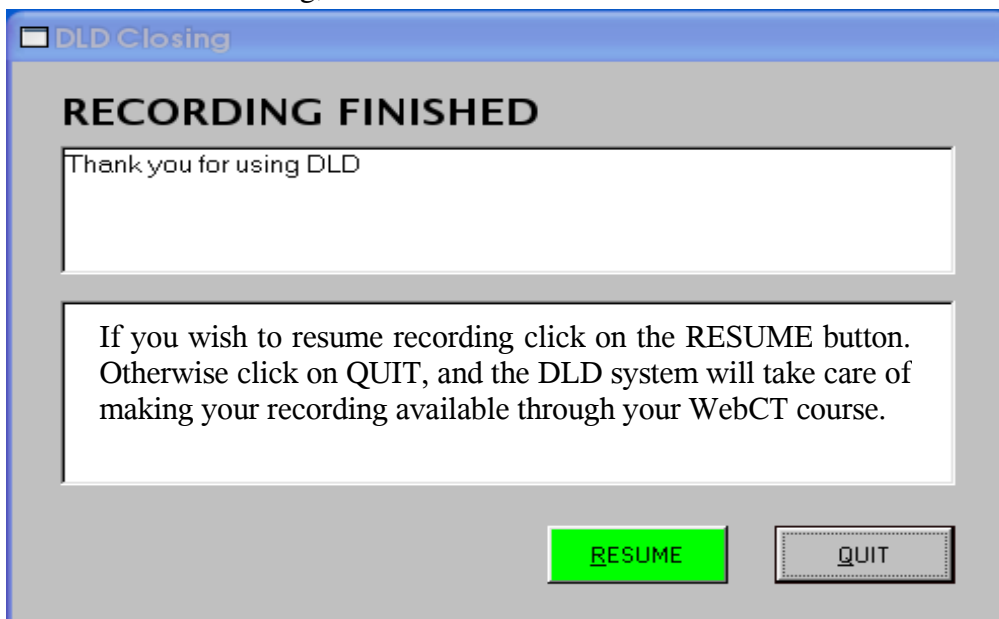 DLD Closing
RECORDING FINISHED
Thank you for using DLD
If you wish to resume recording click on the RESUME button.
Otherwise click on QUIT, and the DLD system will take care of
making your recording available through your WebCT course.
RESUME QUIT